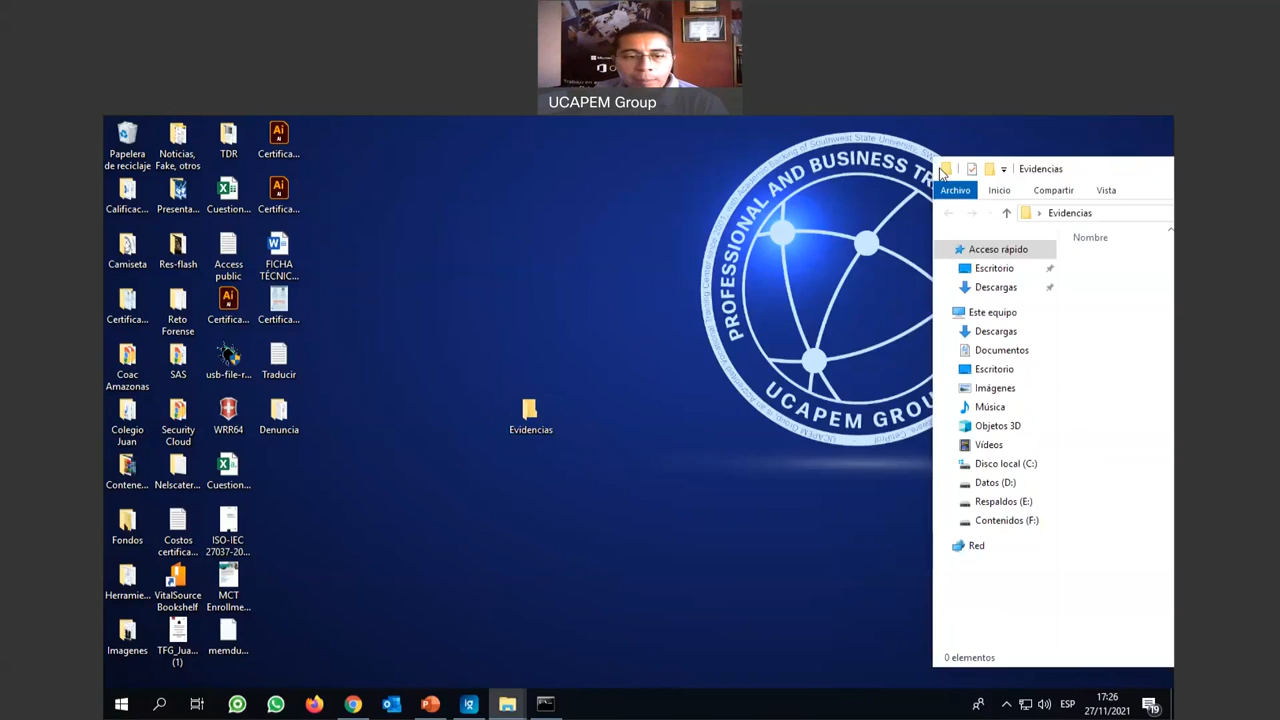 UCAPEM Group
Papelera de reciclaje
Noticias, Fake, otros
TDR
Certifica...
Calificac...
Presenta...
Cuestion...
Certifica...
Camiseta
Res-flash
Access public
FICHA TÉCNIC...
Certifica...
Reto Forense
Certifica...
Certifica...
Coac Amazonas
SAS
usb-file-r...
Traducir
Colegio Juan
Security Cloud
WRR64
Denuncia
Contene...
Nelscater...
Cuestion...
Fondos
Costos certifica...
ISO-IEC 27037-20...
Herramie...
VitalSource Bookshelf
MCT Enrollme...
Imagenes
TFG_Jua... (1)
memdu...
Evidencias
PROFESSIONAL AND BUSINESS TR
UCAPEM GROU
Evidencias
Archivo
Inicio
Compartir
Vista
Evidencias
Nombre
Acceso rápido
Escritorio
Descargas
Este equipo
Descargas
Documentos
Escritorio
Imágenes
Música
Objetos 3D
Vídeos
Disco local (C:)
Datos (D:)
Respaldos (E:)
Contenidos (F:)
Red
0 elementos
ESP
17:26
27/11/2021
19